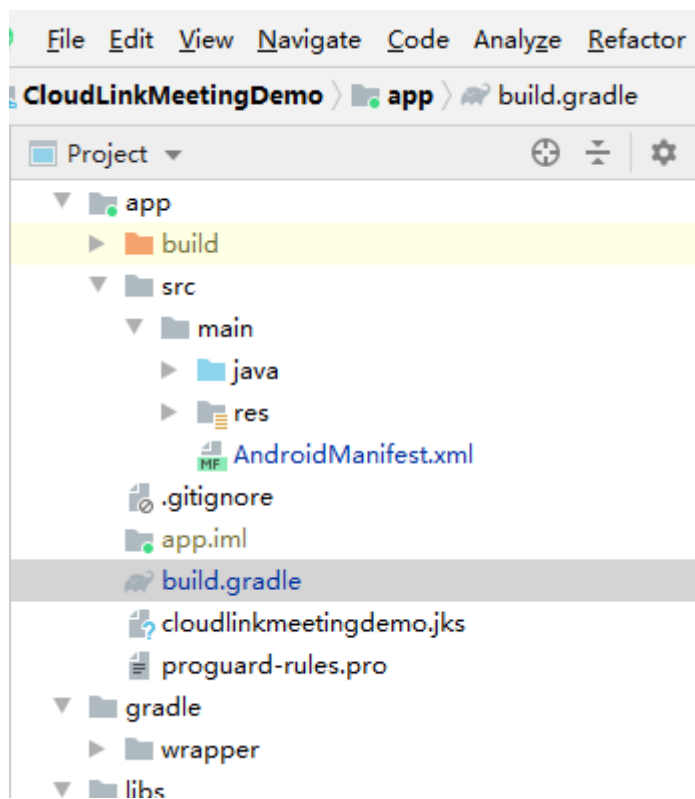 File Edit View Navigate Code Analyze Refactor
CloudLinkMeetingDemo app build.gradle
Project
app
build
src
main
java
res
MF AndroidManifest.xml
.gitignore
app.iml
build.gradle
cloudlinkmeetingdemo.jks
proguard-rules.pro
gradle
wrapper
libs